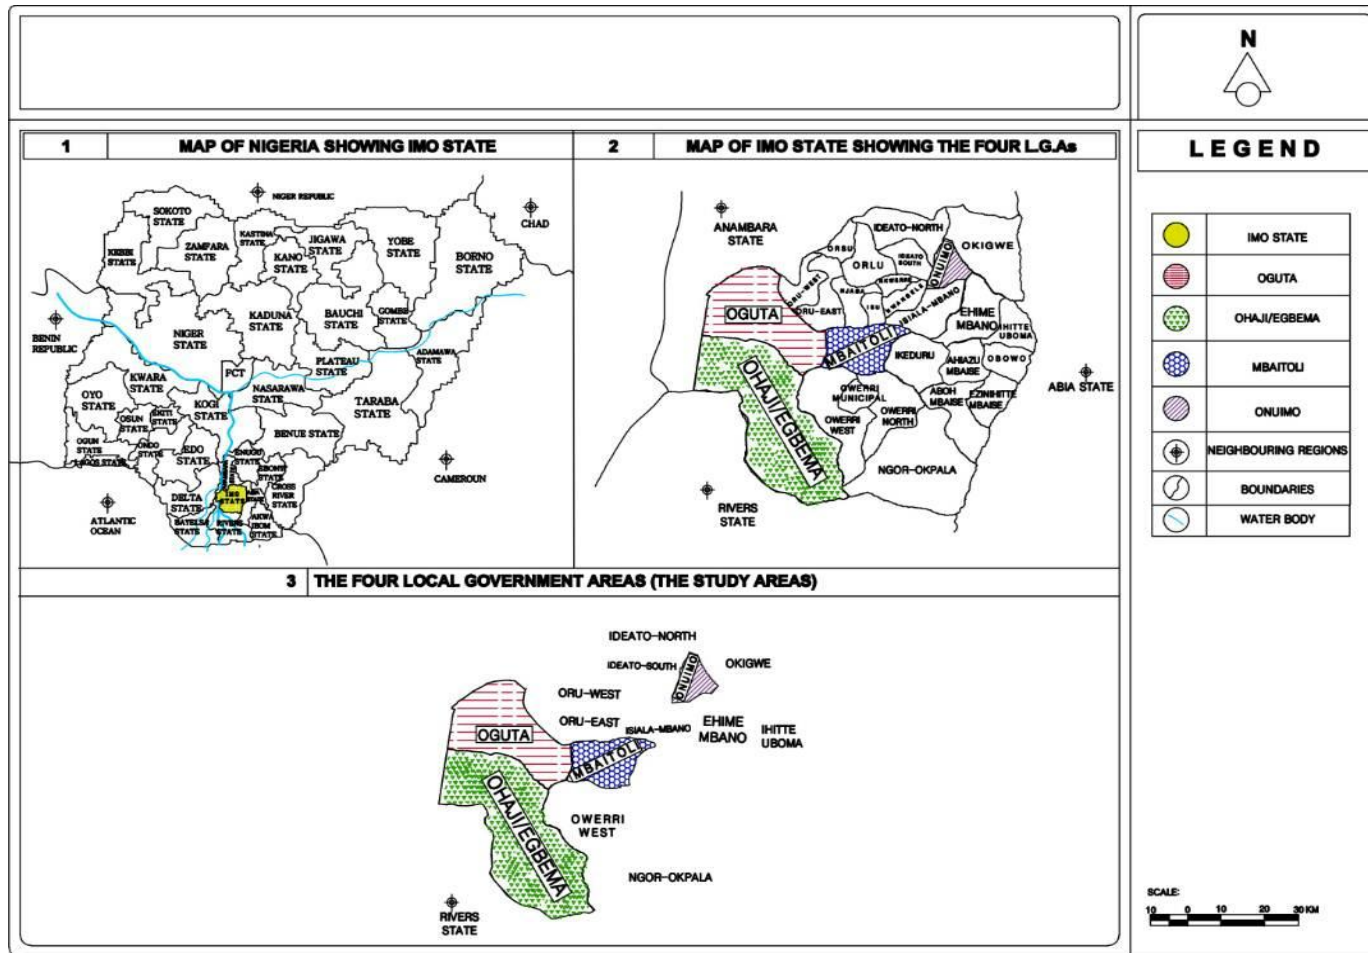 N
1
MAP OF NIGERIA SHOWING IMO STATE
NIGER REPUBLIC
CHAD
SOKOTO
STATE
KEBBI
STATE
ZAMFARA
STATE
KASTINA
STATE
KANO
STATE
JIGAWA
STATE
YOBE
STATE
BORNO
STATE
BENIN
REPUBLIC
NIGER
STATE
KADUNA
STATE
BAUCHI
STATE
GOMBE
STATE
ADAMAWA
STATE
PLATEAU
STATE
FCT
KWARA
STATE
NASARAWA
STATE
TARABA
STATE
OYO
STATE
KOGI
STATE
OSUN
STATE
EKITI
STATE
BENUE STATE
OGUN
STATE
LAGOS STATE
ONDO
STATE
EDO
STATE
ENUGU
STATE
EBONYI
STATE
CROSS
RIVER
STATE
CAMEROUN
DELTA
STATE
IMO
STATE
ATLANTIC
OCEAN
STATE
RIVERS
STATE
AKWA
IBOM
STATE
2
MAP OF IMO STATE SHOWING THE FOUR L.G.As
ANAMBARA
STATE
IDEATO-NORTH
OKIGWE
ORSU
ORLU
IDEATO
SOUTH
ONUIMO
ORU-WEST
NJABA
NKWERRE
ISU
NWANGELE
ISIALA-MBANO
OGUTA
ORU-EAST
EHIME
MBANO
IHITTE
UBOMA
MBAITOLI
IKEDURU
AHIAZU
MBAISE
OBOWO
ABIA STATE
OHAJI/EGBEMA
OWERRI
MUNICIPAL
ABOH
MBAISE
EZINIHITTE
MBAISE
OWERRI
WEST
OWERRI
NORTH
NGOR-OKPALA
RIVERS
STATE
3
THE FOUR LOCAL GOVERNMENT AREAS (THE STUDY AREAS)
IDEATO-NORTH
IDEATO-SOUTH
ONUIMO
OKIGWE
ORU-WEST
ORU-EAST
ISIALA-MBANO
EHIME
MBANO
IHITTE
UBOMA
OGUTA
MBAITOLI
OHAJI/EGBEMA
OWERRI
WEST
NGOR-OKPALA
RIVERS
STATE
LEGEND
IMO STATE
OGUTA
OHAJI/EGBEMA
MBAITOLI
ONUIMO
NEIGHBOURING REGIONS
BOUNDARIES
WATER BODY
SCALE:
10 0 10 20 30 KM